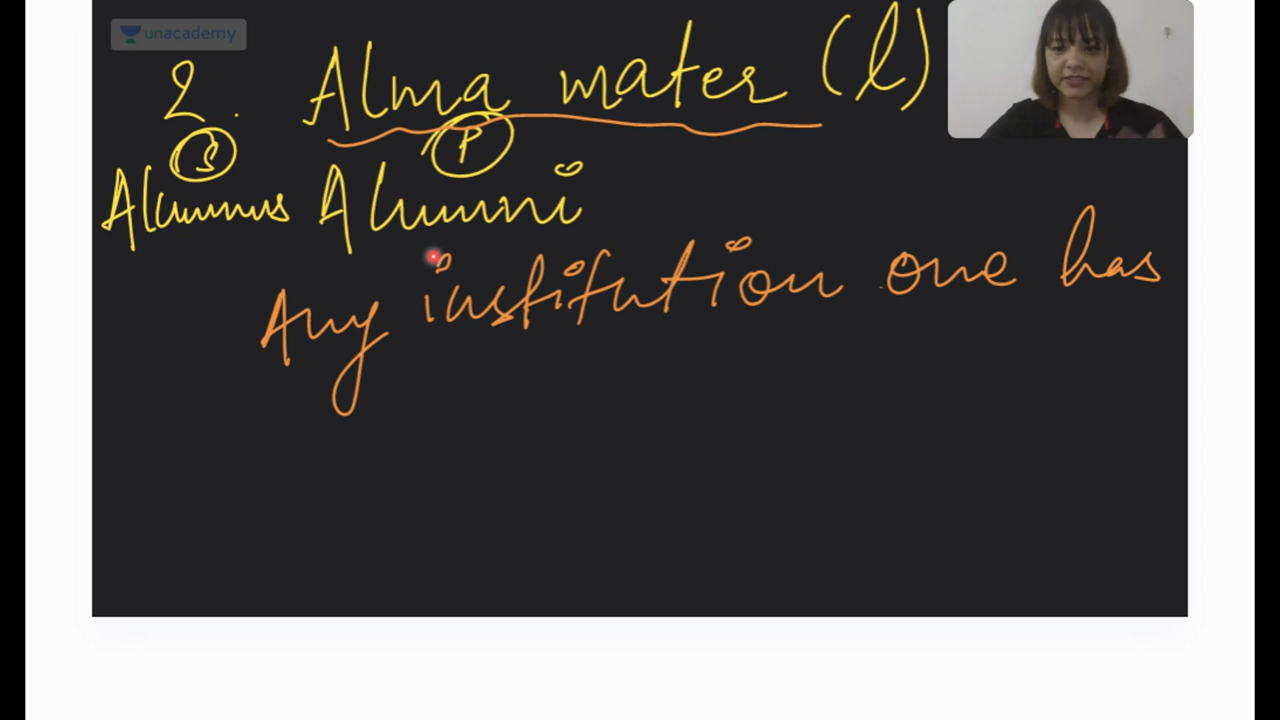 unacademy
2. Alma mater (l)
S P
Alumnus Alumni
Any institution one has